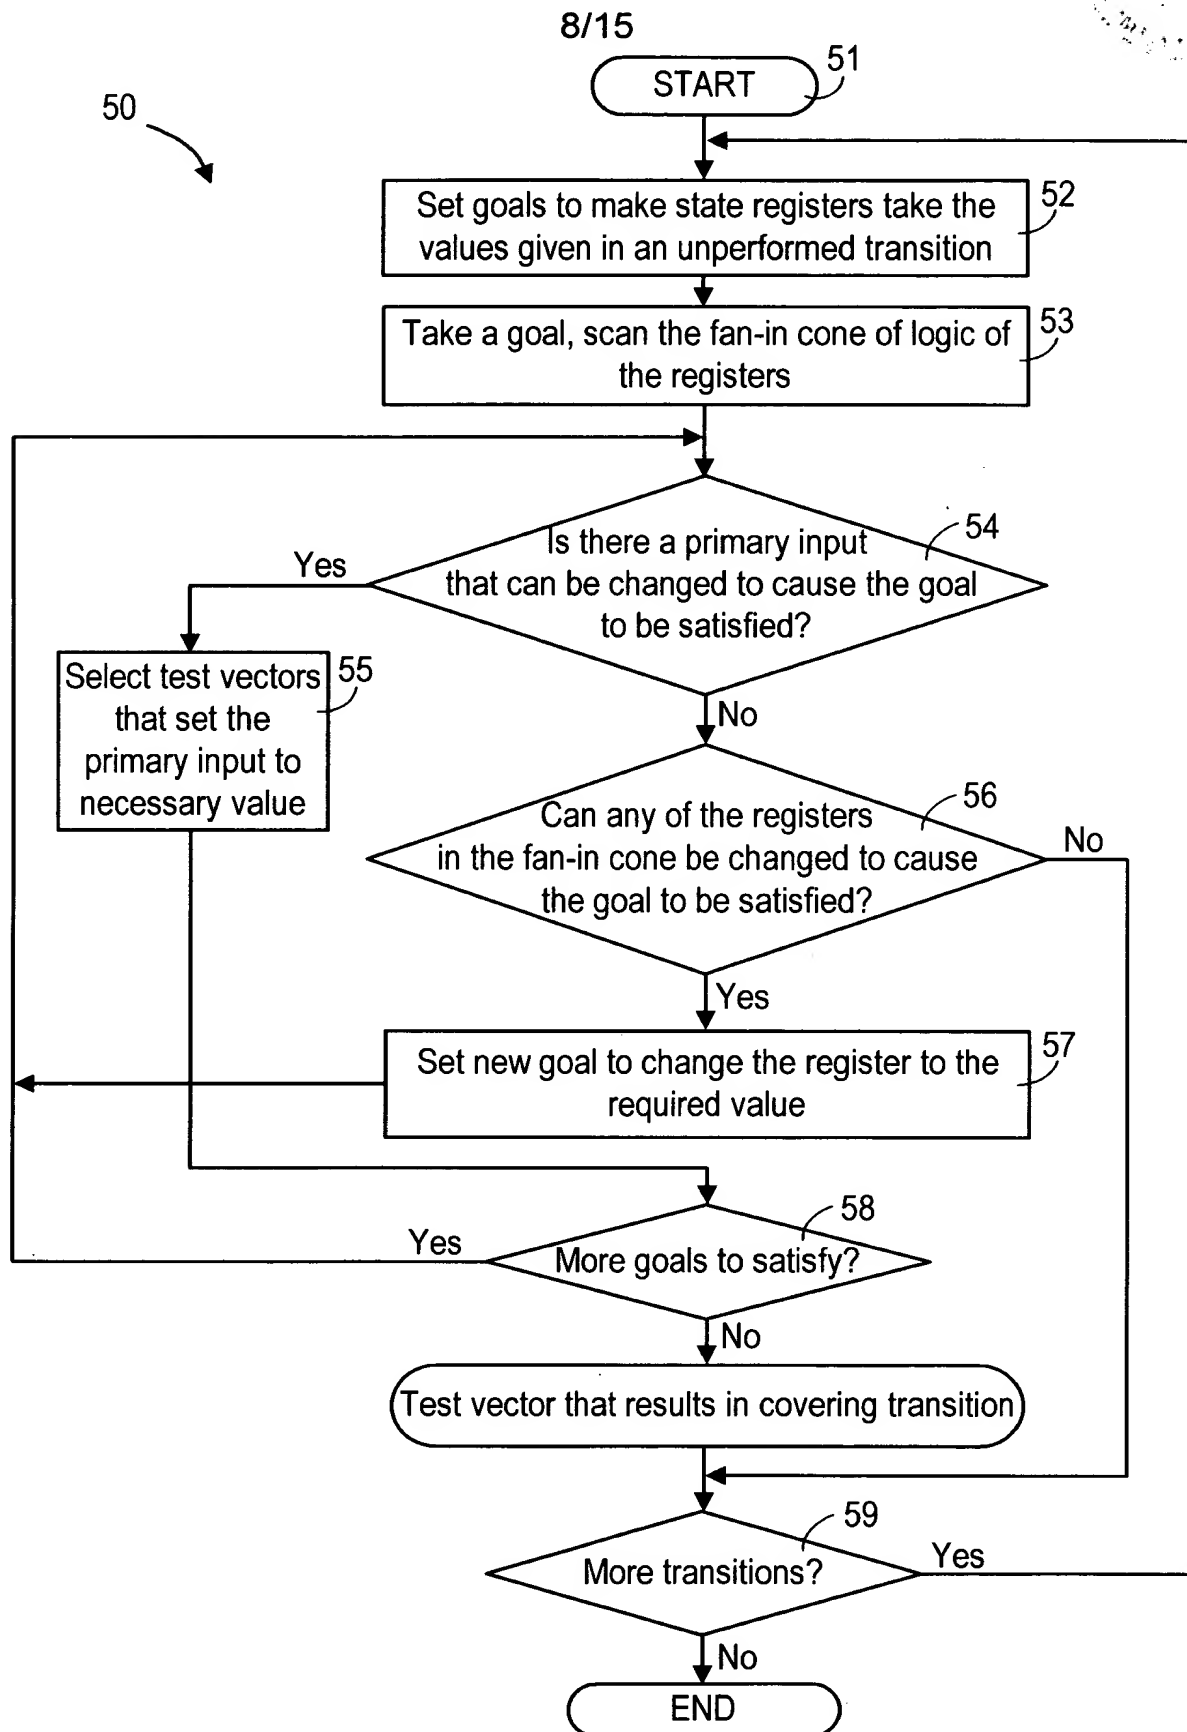 8/15
50
START
51
Set goals to make state registers take the
values given in an unperformed transition
52
Take a goal, scan the fan-in cone of logic of
the registers
53
Is there a primary input
that can be changed to cause the goal
to be satisfied?
54
Yes
No
Select test vectors
that set the
primary input to
necessary value
55
Can any of the registers
in the fan-in cone be changed to cause
the goal to be satisfied?
56
No
Yes
Set new goal to change the register to the
required value
57
More goals to satisfy?
58
Yes
No
Test vector that results in covering transition
More transitions?
59
Yes
No
END